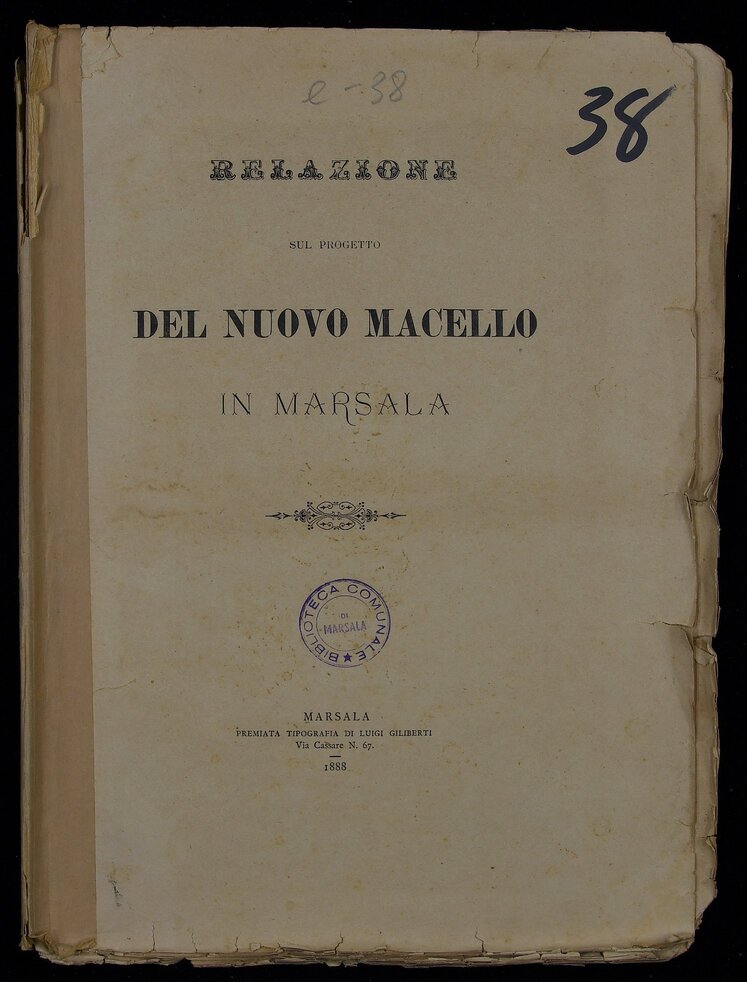 e-38
38
RELAZIONE
SUL PROGETTO
DEL NUOVO MACELLO
IN MARSALA
BIBLIOTECA COMUNALE
DI
MARSALA
MARSALA
PREMIATA TIPOGRAFIA DI LUIGI GILIBERTI
Via Cassare N. 67.
1888